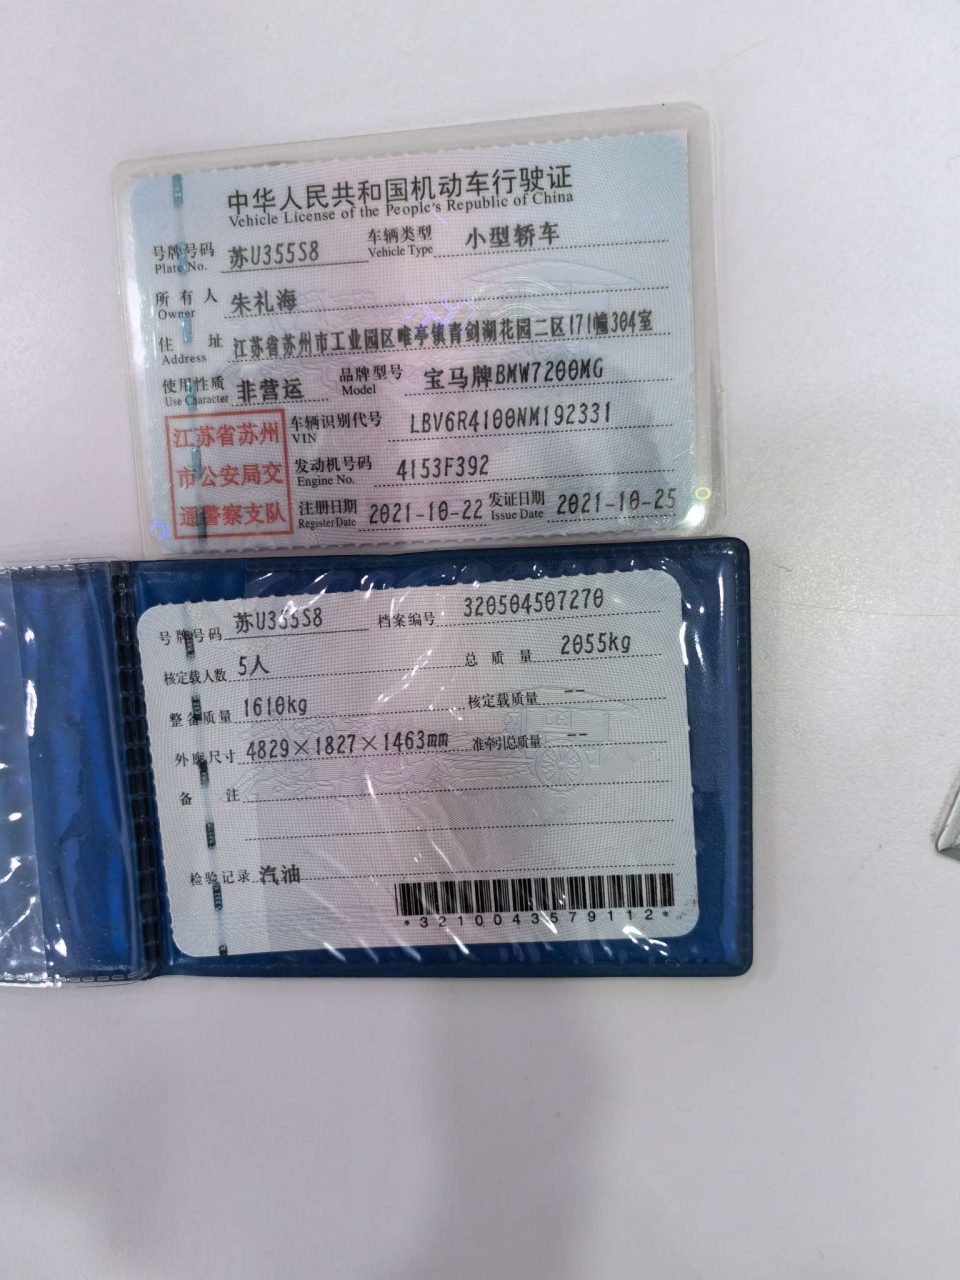 中华人民共和国机动车行驶证
Vehicle License of the People's Republic of China
号牌号码 苏U355S8 车辆类型 小型轿车
Plate No. Vehicle Type
所有人 朱礼海
Owner
住址 江苏省苏州市工业园区唯亭镇青剑湖花园二区171幢304室
Address
使用性质 非营运 品牌型号 宝马牌BMW7200MG
Use Character Model
江苏省苏州 车辆识别代号 LBV6R4100NM192331
VIN
市公安局交 发动机号码 4153F392
Engine No.
通警察支队 注册日期 2021-10-22 发证日期 2021-10-25
Register Date Issue Date
号牌号码 苏U355S8 档案编号 320504507270
核定载人数 5人 总质量 2055kg
整备质量 1610kg 核定载质量 --
外廓尺寸 4829×1827×1463mm 准牵引总质量 --
备注
检验记录 汽油
*3210043579112*